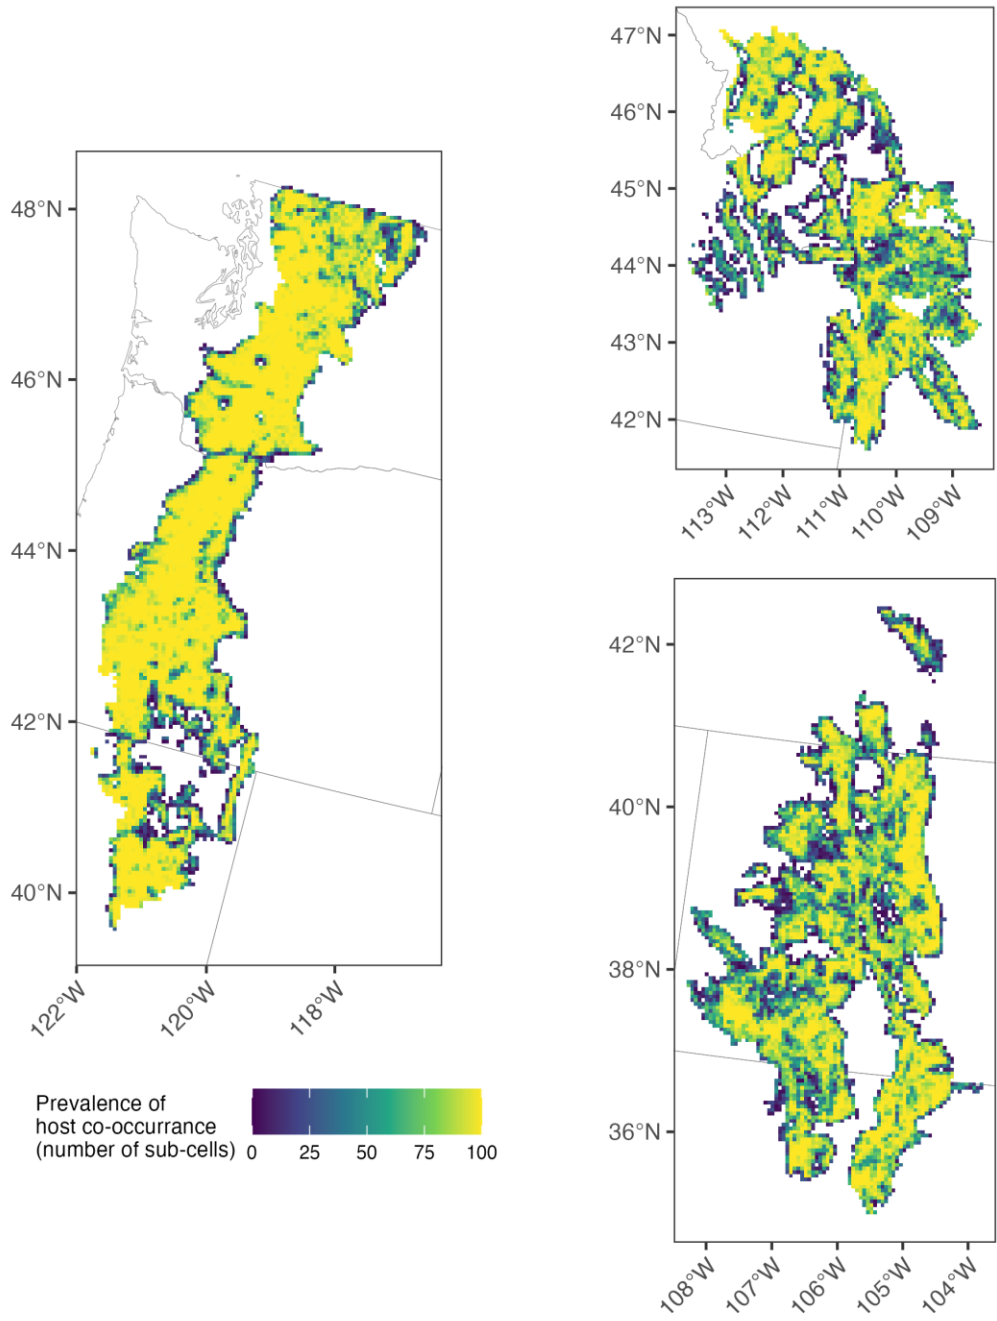 48°N
46°N
44°N
42°N
40°N
122°W
120°W
118°W
47°N
46°N
45°N
44°N
43°N
42°N
113°W
112°W
111°W
110°W
109°W
42°N
40°N
38°N
36°N
108°W
107°W
106°W
105°W
104°W
Prevalence of
host co-occurrance
(number of sub-cells)
0 25 50 75 100